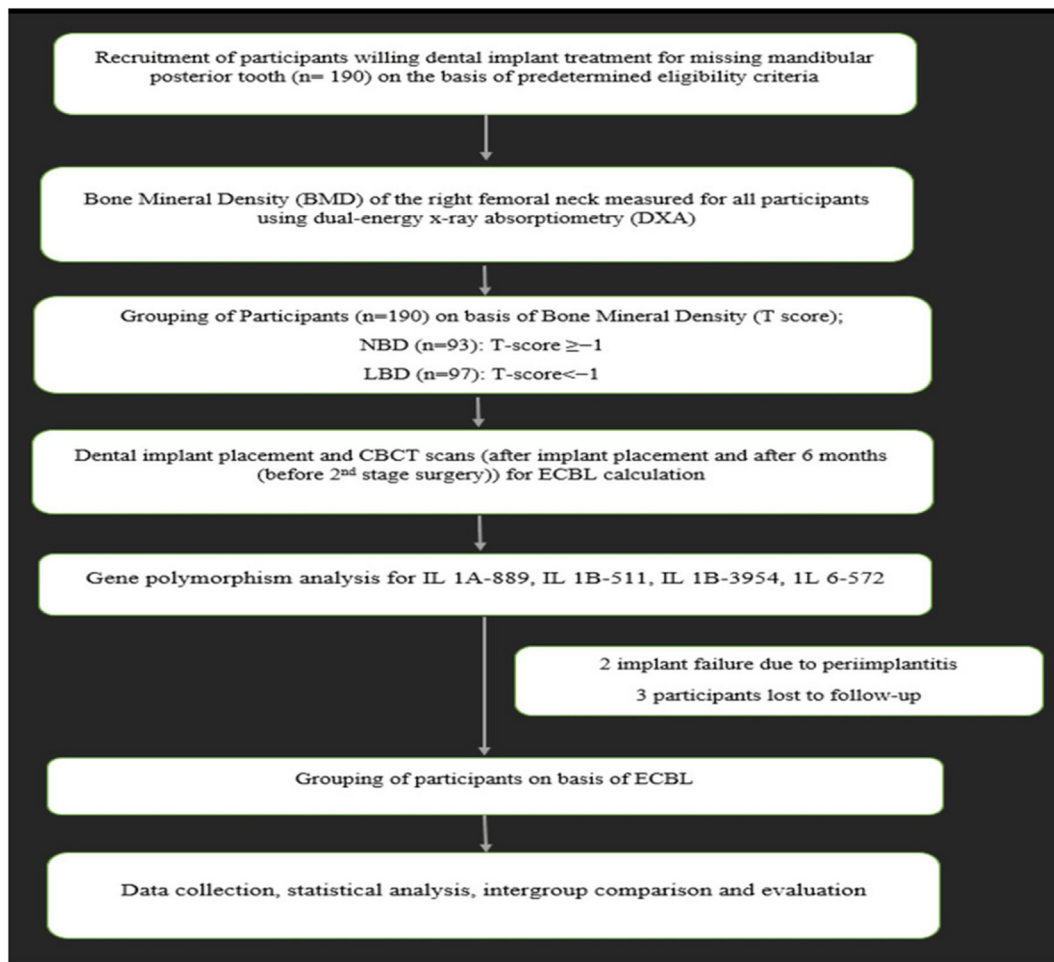 Recruitment of participants willing dental implant treatment for missing mandibular
posterior tooth (n= 190) on the basis of predetermined eligibility criteria
Bone Mineral Density (BMD) of the right femoral neck measured for all participants
using dual-energy x-ray absorptiometry (DXA)
Grouping of Participants (n=190) on basis of Bone Mineral Density (T score);
NBD (n=93): T-score ≥−1
LBD (n=97): T-score<−1
Dental implant placement and CBCT scans (after implant placement and after 6 months
(before 2nd stage surgery)) for ECBL calculation
Gene polymorphism analysis for IL 1A-889, IL 1B-511, IL 1B-3954, 1L 6-572
2 implant failure due to periimplantitis
3 participants lost to follow-up
Grouping of participants on basis of ECBL
Data collection, statistical analysis, intergroup comparison and evaluation